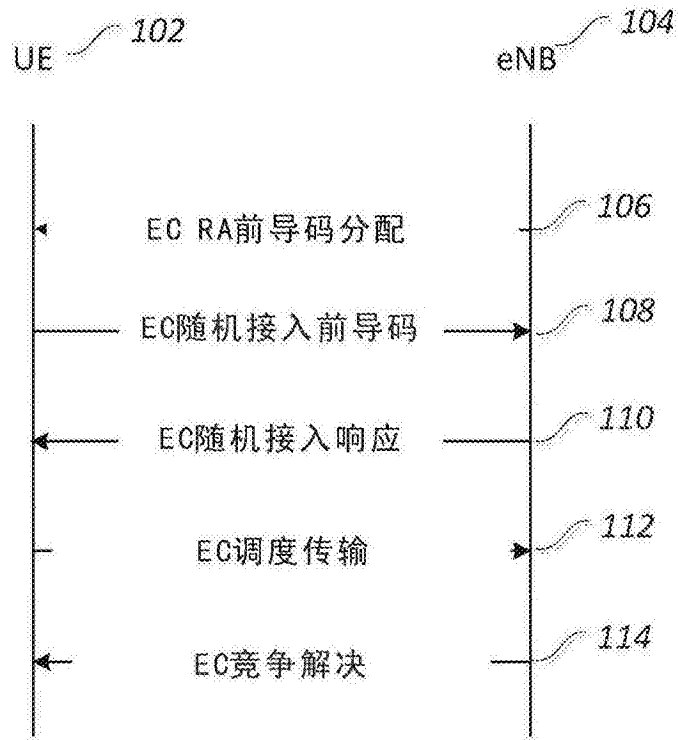 UE 102
eNB 104
EC RA前导码分配 106
EC随机接入前导码 108
EC随机接入响应 110
EC调度传输 112
EC竞争解决 114